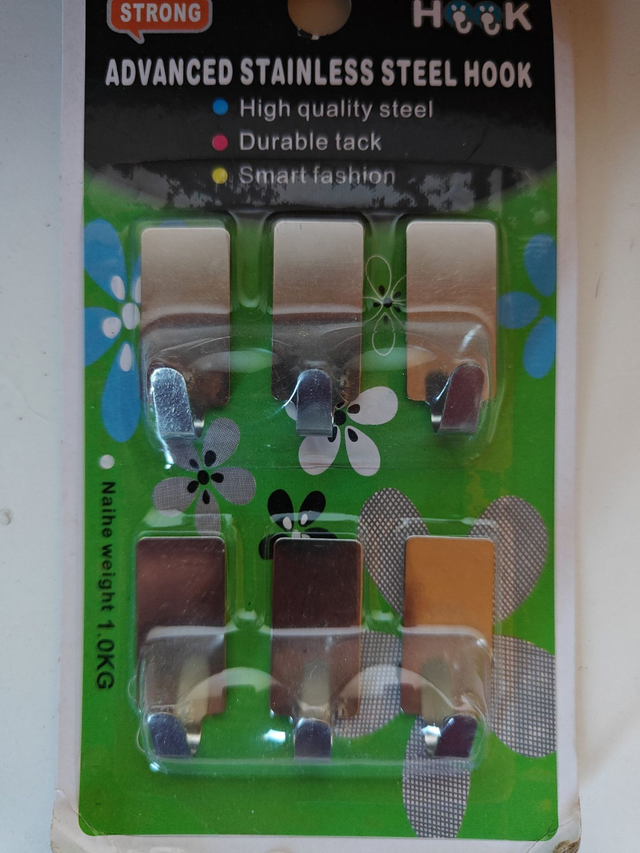 STRONG
HOOK
ADVANCED STAINLESS STEEL HOOK
High quality steel
Durable tack
Smart fashion
Naihe weight 1.0KG